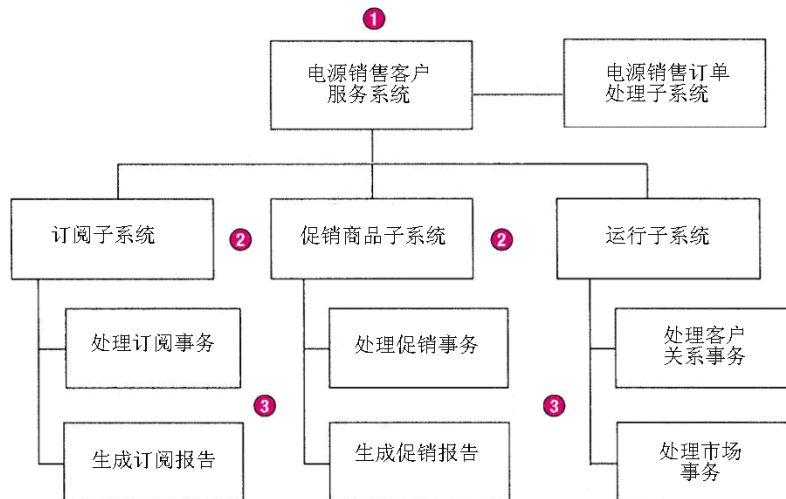 1
电源销售客户
服务系统
电源销售订单
处理子系统
订阅子系统
2
促销商品子系统
2
运行子系统
处理订阅事务
处理促销事务
处理客户
关系事务
3
3
生成订阅报告
生成促销报告
处理市场
事务